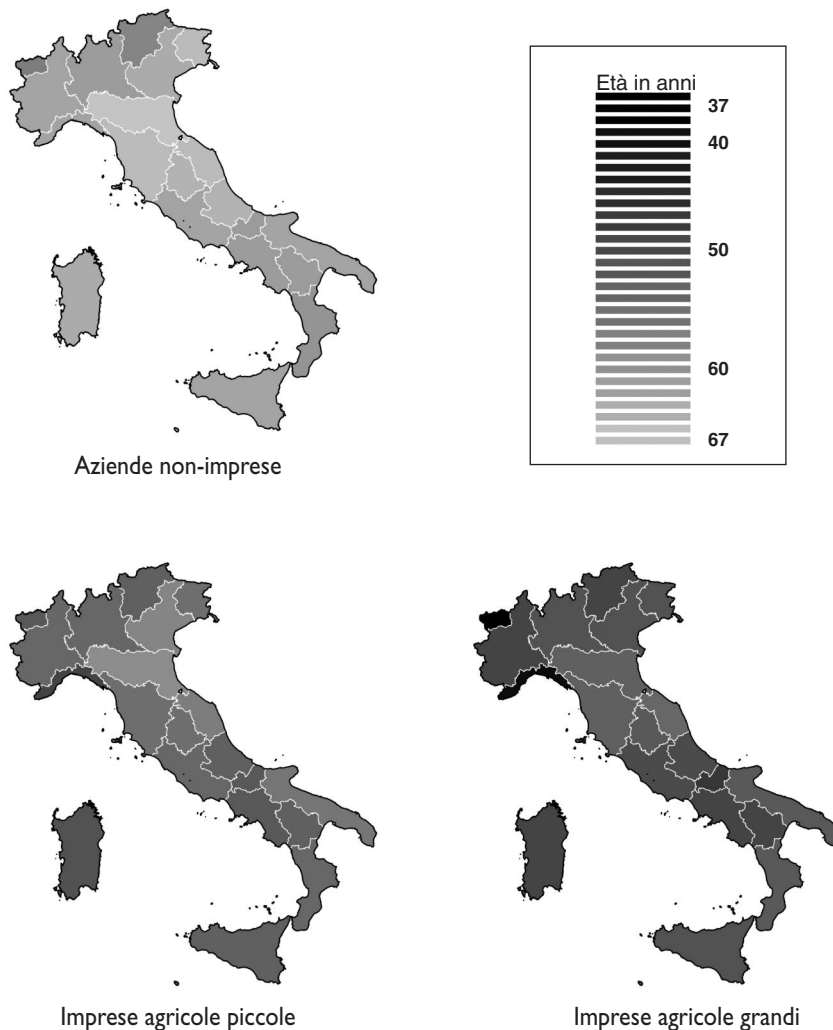 Età in anni
37
40
50
60
67
Aziende non-imprese
Imprese agricole piccole
Imprese agricole grandi